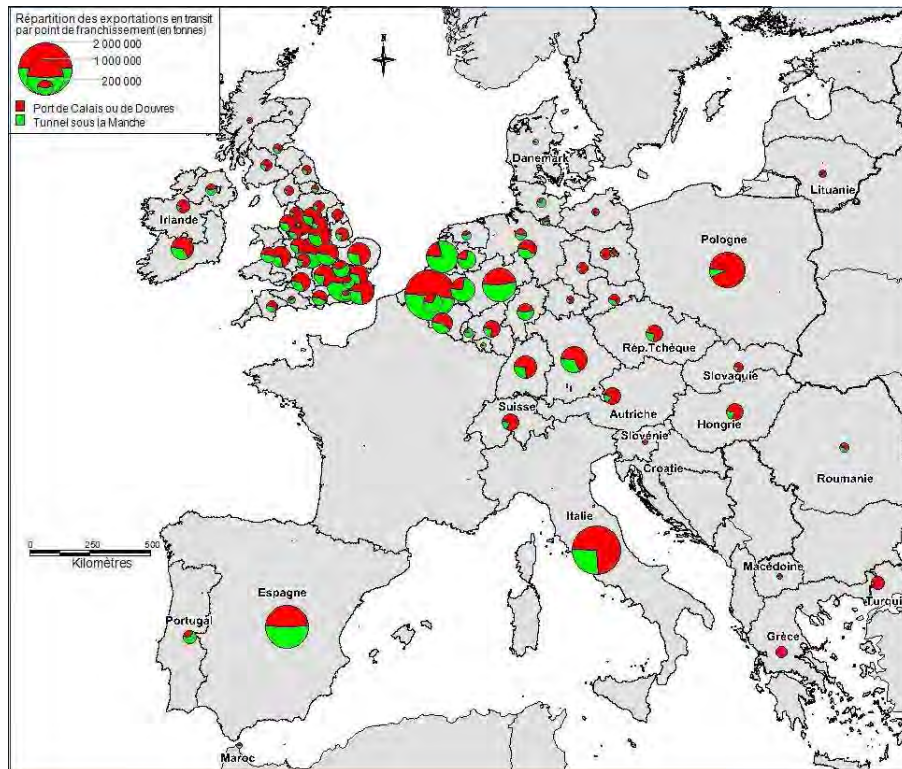 Répartition des exportations en transit
par point de franchissement (en tonnes)
2 000 000
1 000 000
200 000
Port de Calais ou de Douvres
Tunnel sous la Manche
N
Danemark
Lituanie
Irlande
Pologne
Rép.Tchèque
Slovaquie
Suisse
Autriche
Hongrie
Slovénie
Croatie
Roumanie
Italie
0 250 500
Kilomètres
Macédoine
Espagne
Turqui
Portugal
Grèce
Maroc